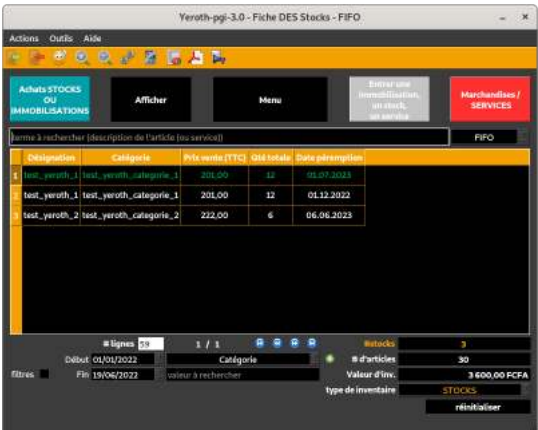 Yeroth-pgi-3.0 - Fiche DES Stocks - FIFO
Actions Outils Aide
Achats STOCKS
OU
IMMOBILISATIONS
Afficher
Menu
Entrer une
immobilisation,
un stock,
un service
Marchandises /
SERVICES
terme à rechercher (description de l'article (ou service))
FIFO
Désignation Catégorie Prix vente (TTC) Qté totale Date péremption
1 test_yeroth_1 test_yeroth_categorie_1 201,00 12 01.07.2023
test_yeroth_1 test_yeroth_categorie_1 201,00 12 01.12.2022
test_yeroth_2 test_yeroth_categorie_2 222,00 6 06.06.2023
# lignes 59 1 / 1 #stocks 3
Début 01/01/2022 Catégorie # d'articles 30
filtres Fin 19/06/2022 valeur à rechercher Valeur d'inv. 3 600,00 FCFA
type de inventaire STOCKS
réinitialiser